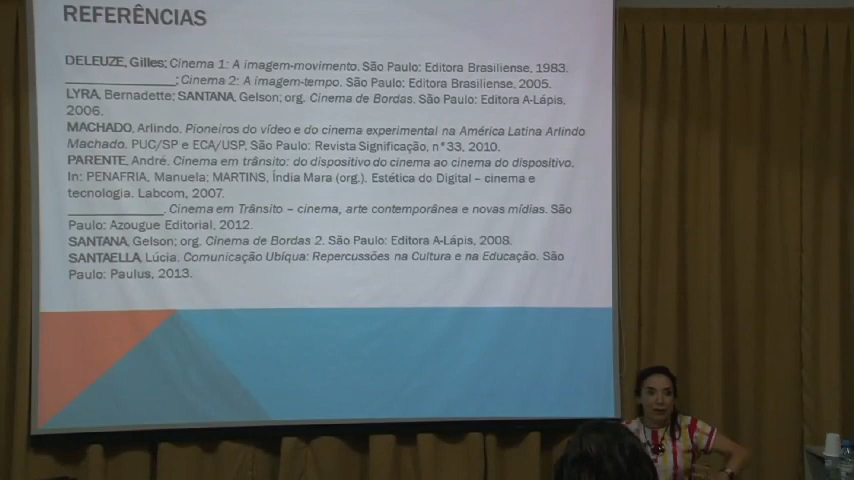 REFERÊNCIAS
DELEUZE, Gilles; Cinema 1: A imagem-movimento. São Paulo: Editora Brasiliense, 1983.
________________; Cinema 2: A imagem-tempo. São Paulo: Editora Brasiliense, 2005.
LYRA, Bernadette; SANTANA, Gelson; org. Cinema de Bordas. São Paulo: Editora A-Lápis,
2006.
MACHADO, Arlindo. Pioneiros do vídeo e do cinema experimental na América Latina Arlindo
Machado. PUC/SP e ECA/USP. São Paulo: Revista Significação, n°33, 2010.
PARENTE, André. Cinema em trânsito: do dispositivo do cinema ao cinema do dispositivo.
In: PENAFRIA, Manuela; MARTINS, Índia Mara (org.). Estética do Digital – cinema e
tecnologia. Labcom, 2007.
______________. Cinema em Trânsito – cinema, arte contemporânea e novas mídias. São
Paulo: Azougue Editorial, 2012.
SANTANA, Gelson; org. Cinema de Bordas 2. São Paulo: Editora A-Lápis, 2008.
SANTAELLA, Lúcia. Comunicação Ubíqua: Repercussões na Cultura e na Educação. São
Paulo: Paulus, 2013.